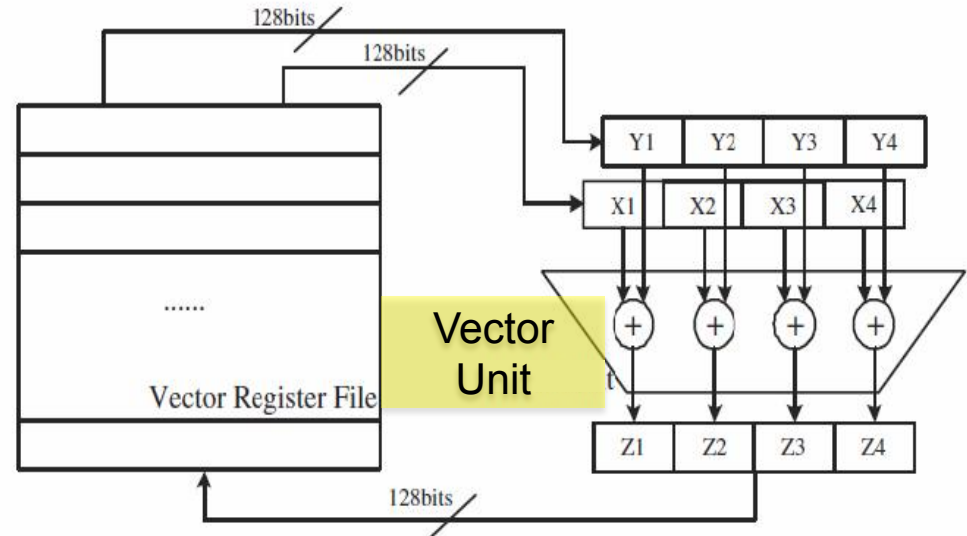 128bits
128bits
Y1 Y2 Y3 Y4
X1 X2 X3 X4
......
+ + + +
Vector
Unit
t
Vector Register File
Z1 Z2 Z3 Z4
128bits